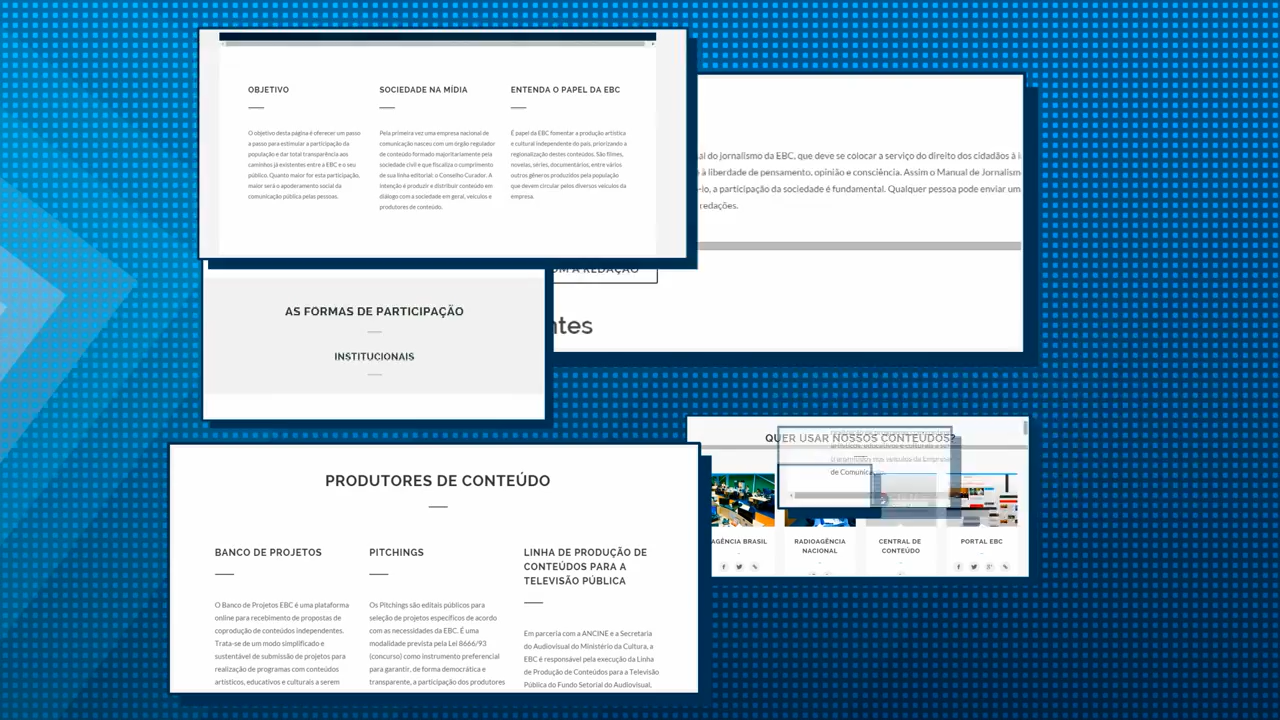 OBJETIVO
O objetivo desta página é oferecer um passo
a passo para estimular a participação da
população e dar total transparência aos
caminhos já existentes entre a EBC e o seu
público. Quanto maior for esta participação,
maior será o apoderamento social da
comunicação pública pelas pessoas.
SOCIEDADE NA MÍDIA
Pela primeira vez uma empresa nacional de
comunicação nasceu com um órgão regulador
de conteúdo formado majoritariamente pela
sociedade civil e que fiscaliza o cumprimento
de sua linha editorial: o Conselho Curador. A
intenção é produzir e distribuir conteúdo em
diálogo com a sociedade em geral, veículos e
produtores de conteúdo.
ENTENDA O PAPEL DA EBC
É papel da EBC fomentar a produção artística
e cultural independente do país, priorizando a
regionalização destes conteúdos. São filmes,
novelas, séries, documentários, entre vários
outros gêneros produzidos pela população
que devem circular pelos diversos veículos da
empresa.
al do jornalismo da EBC, que deve se colocar a serviço do direito dos cidadãos à i
à liberdade de pensamento, opinião e consciência. Assim o Manual de Jornalism
-io, a participação da sociedade é fundamental. Qualquer pessoa pode enviar um
redações.
OM A REDAÇÃO
ntes
AS FORMAS DE PARTICIPAÇÃO
INSTITUCIONAIS
QUER USAR NOSSOS CONTEÚDOS?
de Comunicação.
AGÊNCIA BRASIL
RADIOAGÊNCIA
NACIONAL
CENTRAL DE
CONTEÚDO
PORTAL EBC
PRODUTORES DE CONTEÚDO
BANCO DE PROJETOS
O Banco de Projetos EBC é uma plataforma
online para recebimento de propostas de
coprodução de conteúdos independentes.
Trata-se de um modo simplificado e
sustentável de submissão de projetos para
realização de programas com conteúdos
artísticos, educativos e culturais a serem
PITCHINGS
Os Pitchings são editais públicos para
seleção de projetos específicos de acordo
com as necessidades da EBC. É uma
modalidade prevista pela Lei 8666/93
(concurso) como instrumento preferencial
para garantir, de forma democrática e
transparente, a participação dos produtores
LINHA DE PRODUÇÃO DE
CONTEÚDOS PARA A
TELEVISÃO PÚBLICA
Em parceria com a ANCINE e a Secretaria
do Audiovisual do Ministério da Cultura, a
EBC é responsável pela execução da Linha
de Produção de Conteúdos para a Televisão
Pública do Fundo Setorial do Audiovisual,